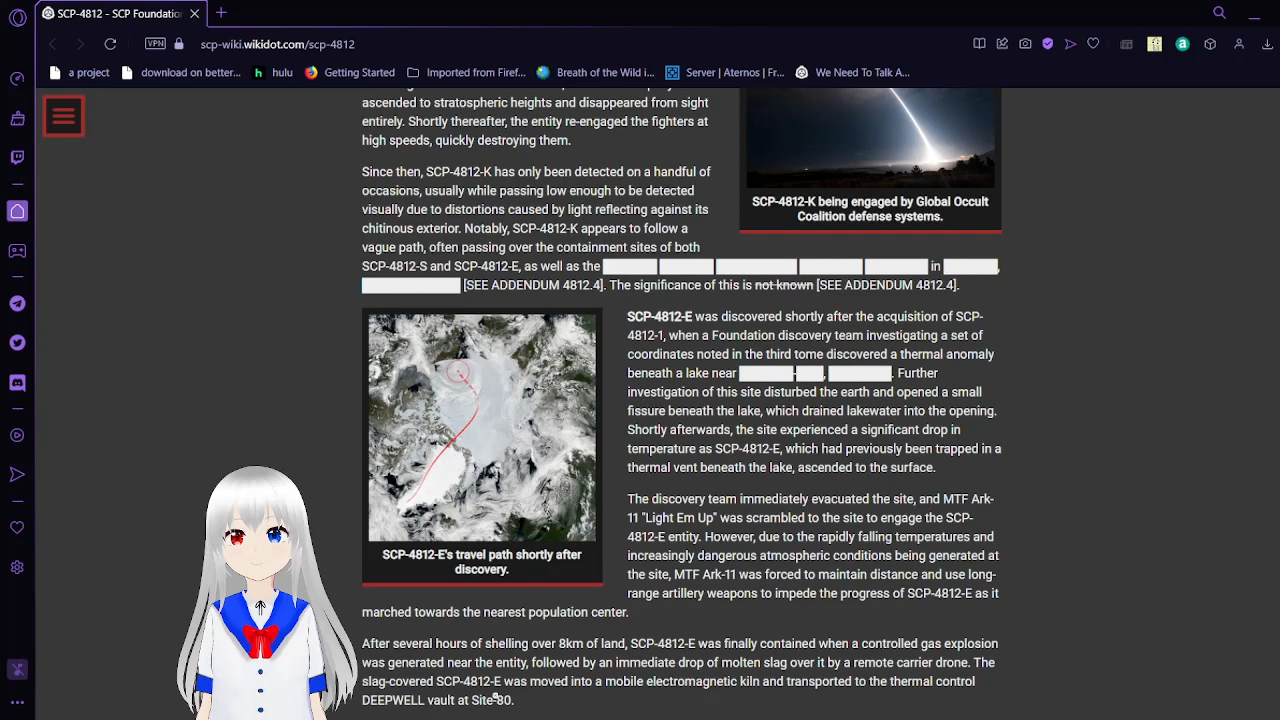 SCP-4812 - SCP Foundation
VPN
scp-wiki.wikidot.com/scp-4812
a project
download on better...
hulu
Getting Started
Imported from Firef...
Breath of the Wild i...
Server | Aternos | Fr...
We Need To Talk A...
ascended to stratospheric heights and disappeared from sight
entirely. Shortly thereafter, the entity re-engaged the fighters at
high speeds, quickly destroying them.
SCP-4812-K being engaged by Global Occult
Coalition defense systems.
Since then, SCP-4812-K has only been detected on a handful of
occasions, usually while passing low enough to be detected
visually due to distortions caused by light reflecting against its
chitinous exterior. Notably, SCP-4812-K appears to follow a
vague path, often passing over the containment sites of both
SCP-4812-S and SCP-4812-E, as well as the in ,
[SEE ADDENDUM 4812.4]. The significance of this is not known [SEE ADDENDUM 4812.4].
SCP-4812-E's travel path shortly after
discovery.
SCP-4812-E was discovered shortly after the acquisition of SCP-
4812-1, when a Foundation discovery team investigating a set of
coordinates noted in the third tome discovered a thermal anomaly
beneath a lake near , . Further
investigation of this site disturbed the earth and opened a small
fissure beneath the lake, which drained lakewater into the opening.
Shortly afterwards, the site experienced a significant drop in
temperature as SCP-4812-E, which had previously been trapped in a
thermal vent beneath the lake, ascended to the surface.
The discovery team immediately evacuated the site, and MTF Ark-
11 "Light Em Up" was scrambled to the site to engage the SCP-
4812-E entity. However, due to the rapidly falling temperatures and
increasingly dangerous atmospheric conditions being generated at
the site, MTF Ark-11 was forced to maintain distance and use long-
range artillery weapons to impede the progress of SCP-4812-E as it
marched towards the nearest population center.
After several hours of shelling over 8km of land, SCP-4812-E was finally contained when a controlled gas explosion
was generated near the entity, followed by an immediate drop of molten slag over it by a remote carrier drone. The
slag-covered SCP-4812-E was moved into a mobile electromagnetic kiln and transported to the thermal control
DEEPWELL vault at Site-80.